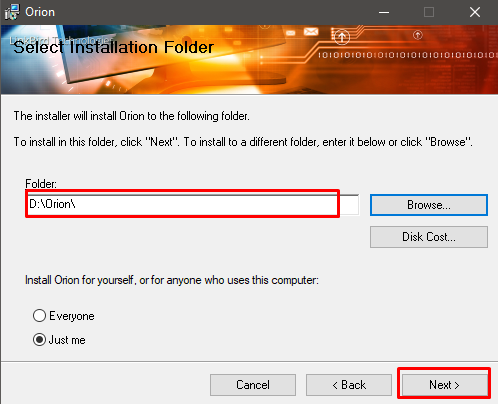 Orion
LinkBird Technologies
Select Installation Folder
The installer will install Orion to the following folder.
To install in this folder, click "Next". To install to a different folder, enter it below or click "Browse".
Folder:
D:\Orion\
Browse...
Disk Cost...
Install Orion for yourself, or for anyone who uses this computer:
Everyone
Just me
Cancel
< Back
Next >